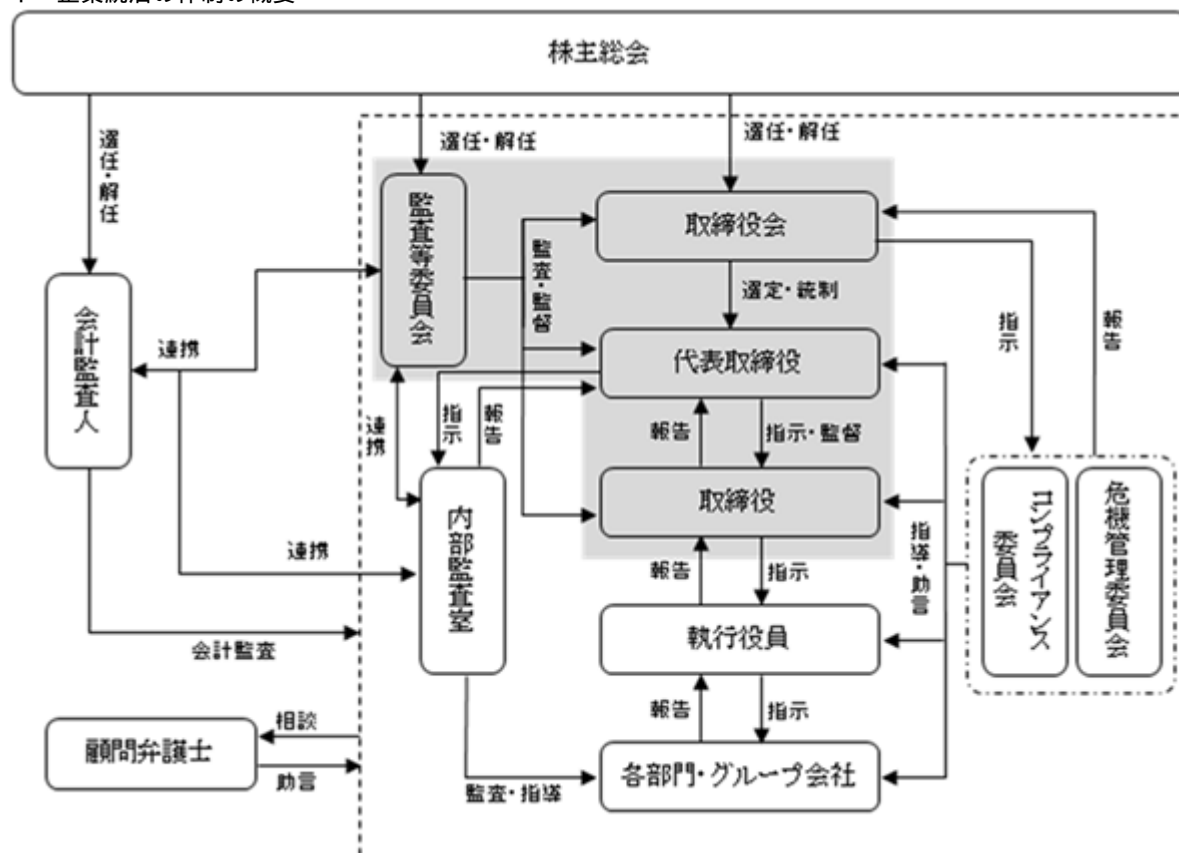 株主総会
選任・解任
選任・解任
選任・解任
監査等委員会
取締役会
監査・監督
選定・統制
会計監査人
連携
代表取締役
指示
報告
連携
指示
報告
報告
指示・監督
取締役
内部監査室
連携
コンプライアンス
委員会
危機管理委員会
指導・助言
報告
指示
執行役員
会計監査
報告
指示
相談
顧問弁護士
助言
各部門・グループ会社
監査・指導